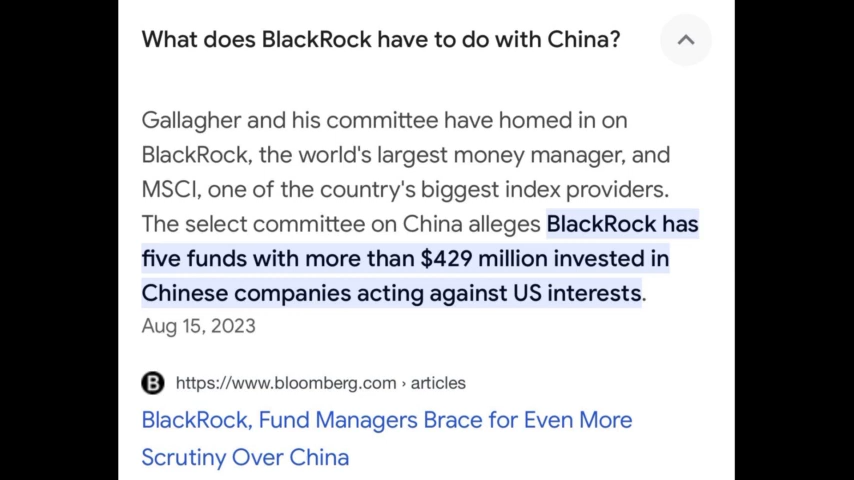 What does BlackRock have to do with China?
Gallagher and his committee have homed in on
BlackRock, the world's largest money manager, and
MSCI, one of the country's biggest index providers.
The select committee on China alleges BlackRock has
five funds with more than $429 million invested in
Chinese companies acting against US interests.
Aug 15, 2023
B https://www.bloomberg.com › articles
BlackRock, Fund Managers Brace for Even More
Scrutiny Over China